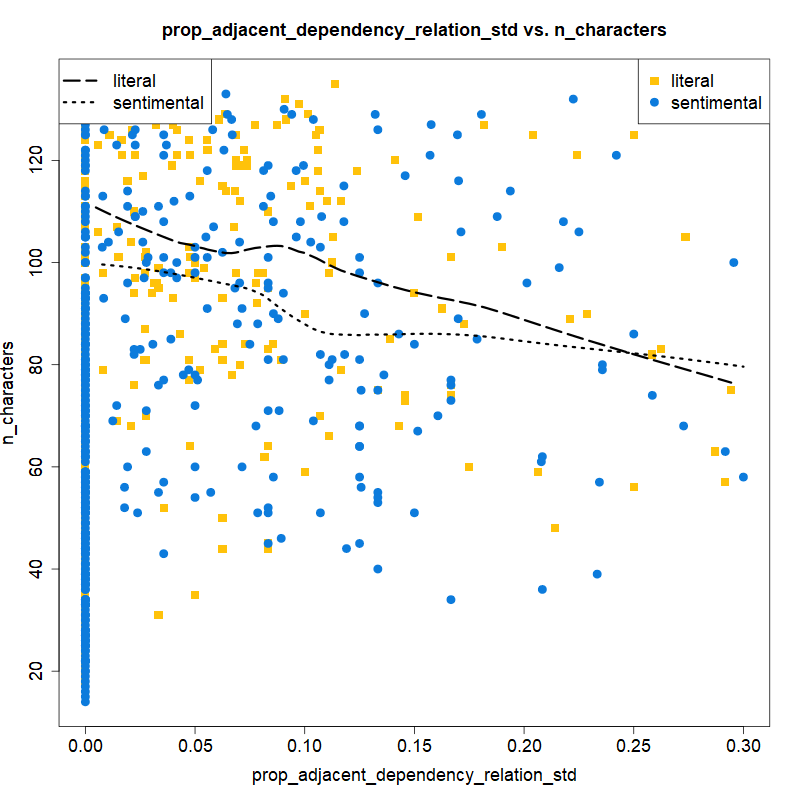 prop_adjacent_dependency_relation_std vs. n_characters
literal
sentimental
literal
sentimental
n_characters
120
100
80
60
40
20
0.00 0.05 0.10 0.15 0.20 0.25 0.30
prop_adjacent_dependency_relation_std